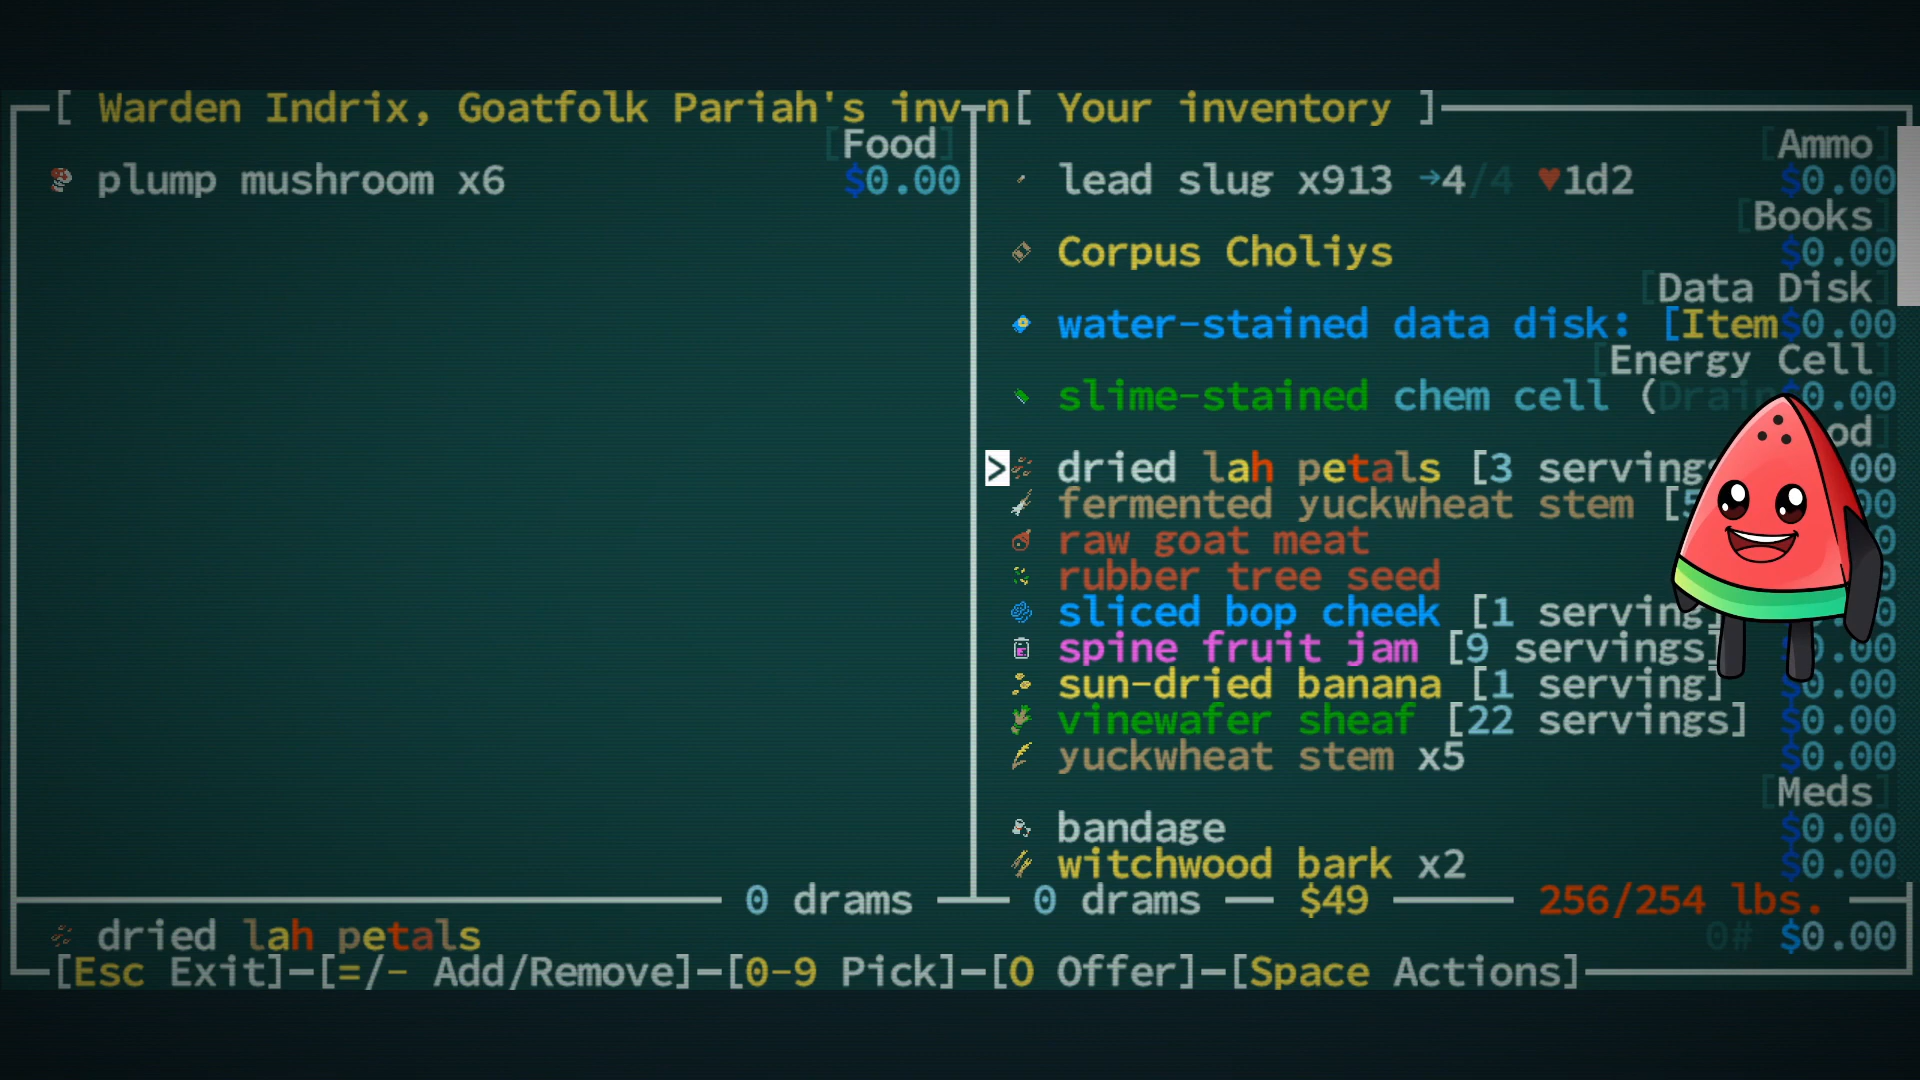 [ Warden Indrix, Goatfolk Pariah's inv
[Food]
plump mushroom x6 $0.00
n[ Your inventory ]
[Ammo]
lead slug x913 →4/4 ♥1d2 $0.00
[Books]
Corpus Choliys $0.00
[Data Disk]
water-stained data disk: [Item $0.00
[Energy Cell]
slime-stained chem cell (Drain $0.00
> dried lah petals [3 servings
fermented yuckwheat stem [5
raw goat meat
rubber tree seed
sliced bop cheek [1 serving]
spine fruit jam [9 servings] $0.00
sun-dried banana [1 serving] $0.00
vinewafer sheaf [22 servings] $0.00
yuckwheat stem x5 $0.00
[Meds]
bandage $0.00
witchwood bark x2 $0.00
0 drams
0 drams $49 256/254 lbs.
dried lah petals 0# $0.00
[Esc Exit]-[=/- Add/Remove]-[0-9 Pick]-[O Offer]-[Space Actions]